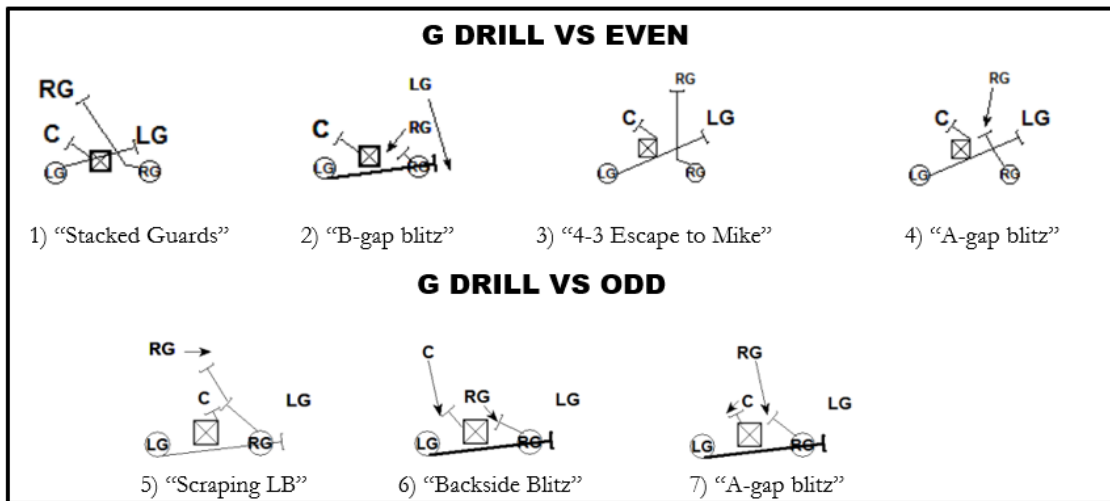 G DRILL VS EVEN
RG
C
LG
LG
RG
LG
C
RG
LG
RG
RG
C
LG
LG
RG
RG
C
LG
LG
RG
1) “Stacked Guards”
2) “B-gap blitz”
3) “4-3 Escape to Mike”
4) “A-gap blitz”
G DRILL VS ODD
RG
C
LG
LG
RG
C
RG
LG
LG
RG
RG
C
LG
LG
RG
5) “Scraping LB”
6) “Backside Blitz”
7) “A-gap blitz”